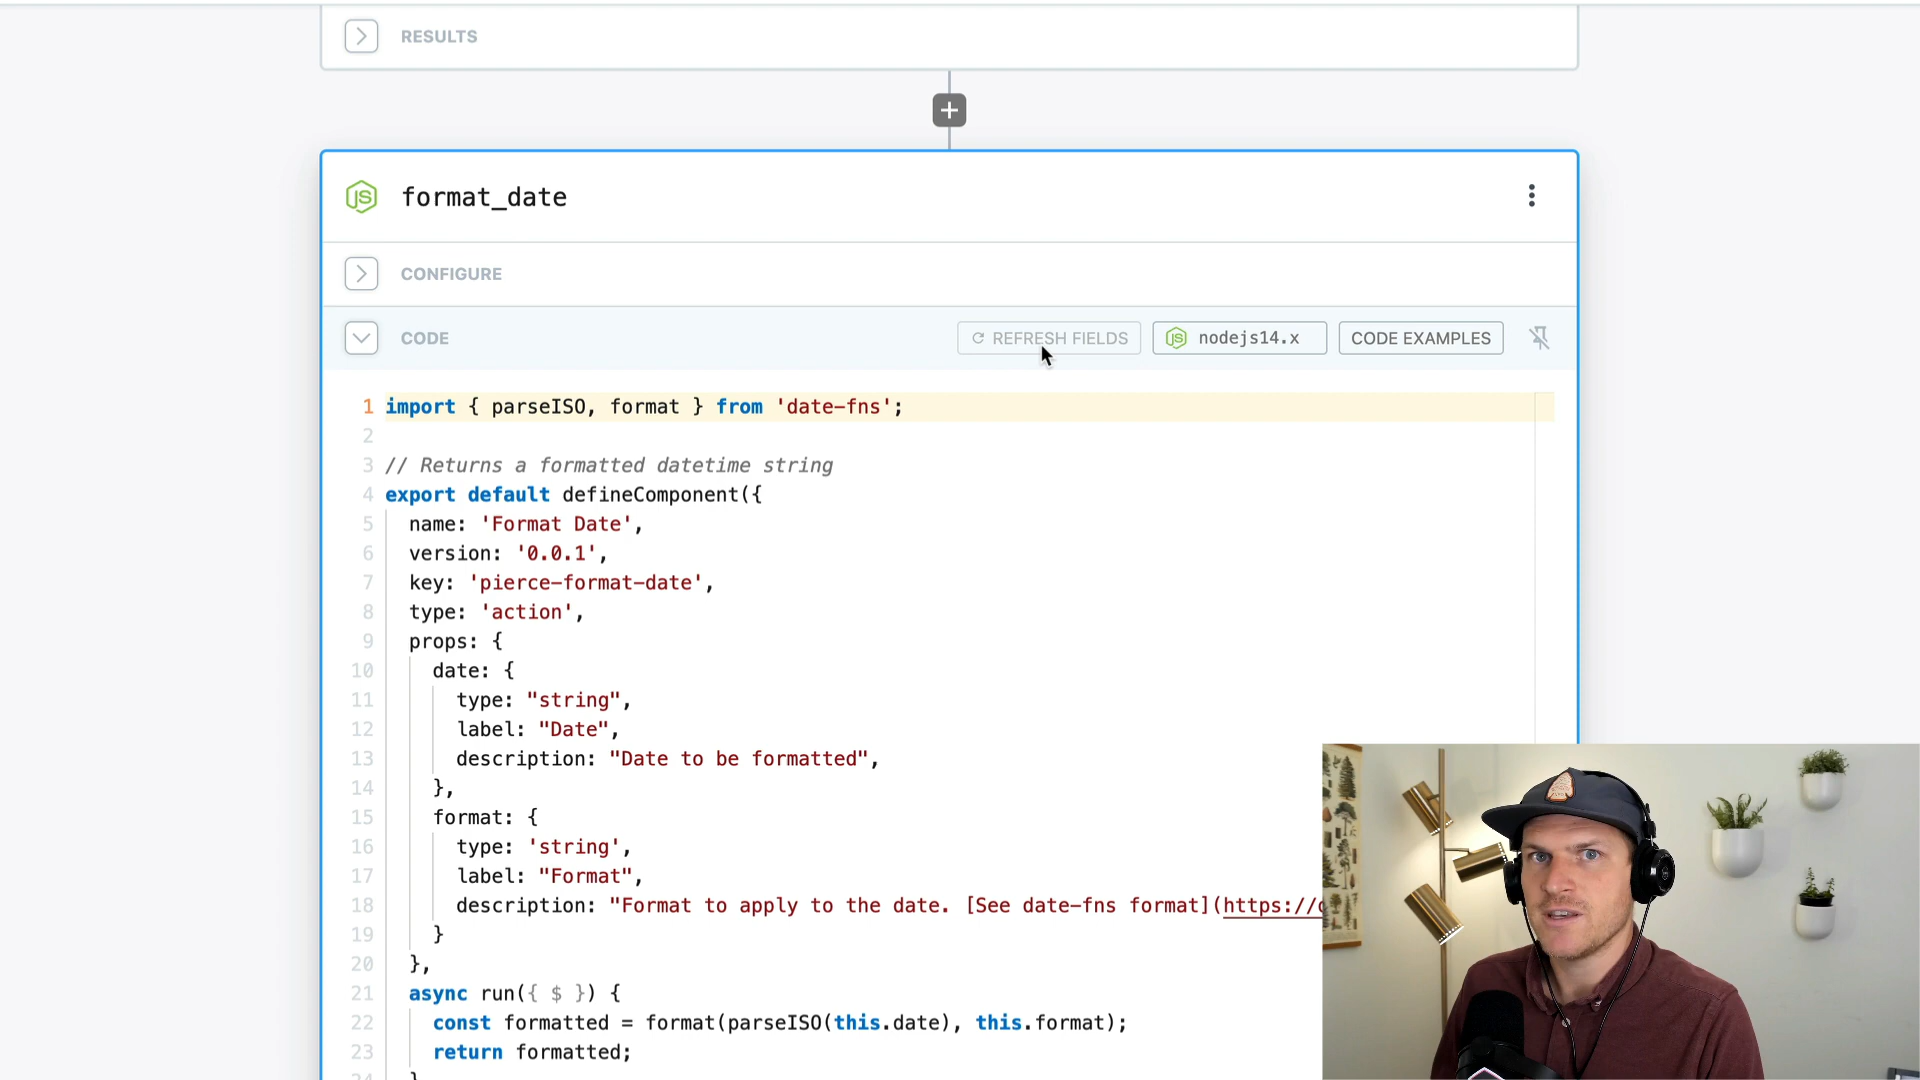 RESULTS
format_date
CONFIGURE
CODE
REFRESH FIELDS
nodejs14.x
CODE EXAMPLES
1 import { parseISO, format } from 'date-fns';
2
3 // Returns a formatted datetime string
4 export default defineComponent({
5 name: 'Format Date',
6 version: '0.0.1',
7 key: 'pierce-format-date',
8 type: 'action',
9 props: {
10 date: {
11 type: "string",
12 label: "Date",
13 description: "Date to be formatted",
14 },
15 format: {
16 type: 'string',
17 label: "Format",
18 description: "Format to apply to the date. [See date-fns format](https://
19 }
20 },
21 async run({ $ }) {
22 const formatted = format(parseISO(this.date), this.format);
23 return formatted;
24 }